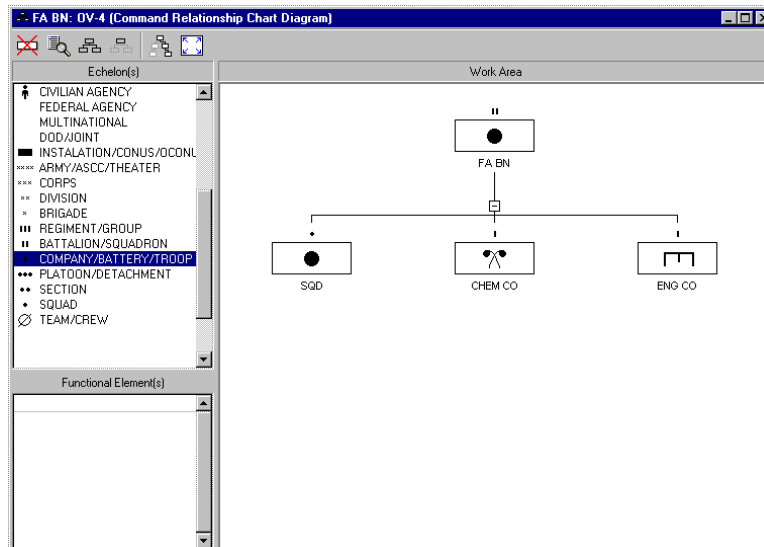 FA BN: OV-4 (Command Relationship Chart Diagram)
Echelon(s)
CIVILIAN AGENCY
FEDERAL AGENCY
MULTINATIONAL
DOD/JOINT
INSTALATION/CONUS/OCONU
ARMY/ASCC/THEATER
CORPS
DIVISION
BRIGADE
REGIMENT/GROUP
BATTALION/SQUADRON
COMPANY/BATTERY/TROOP
PLATOON/DETACHMENT
SECTION
SQUAD
TEAM/CREW
Functional Element(s)
Work Area
FA BN
SQD
CHEM CO
ENG CO